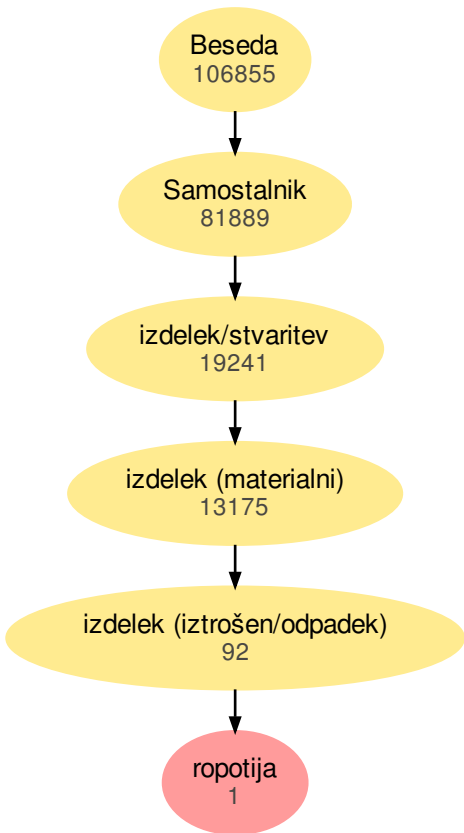 Beseda
106855
Samostalnik
81889
izdelek/stvaritev
19241
izdelek (materialni)
13175
izdelek (iztrošen/odpadek)
92
ropotija
1